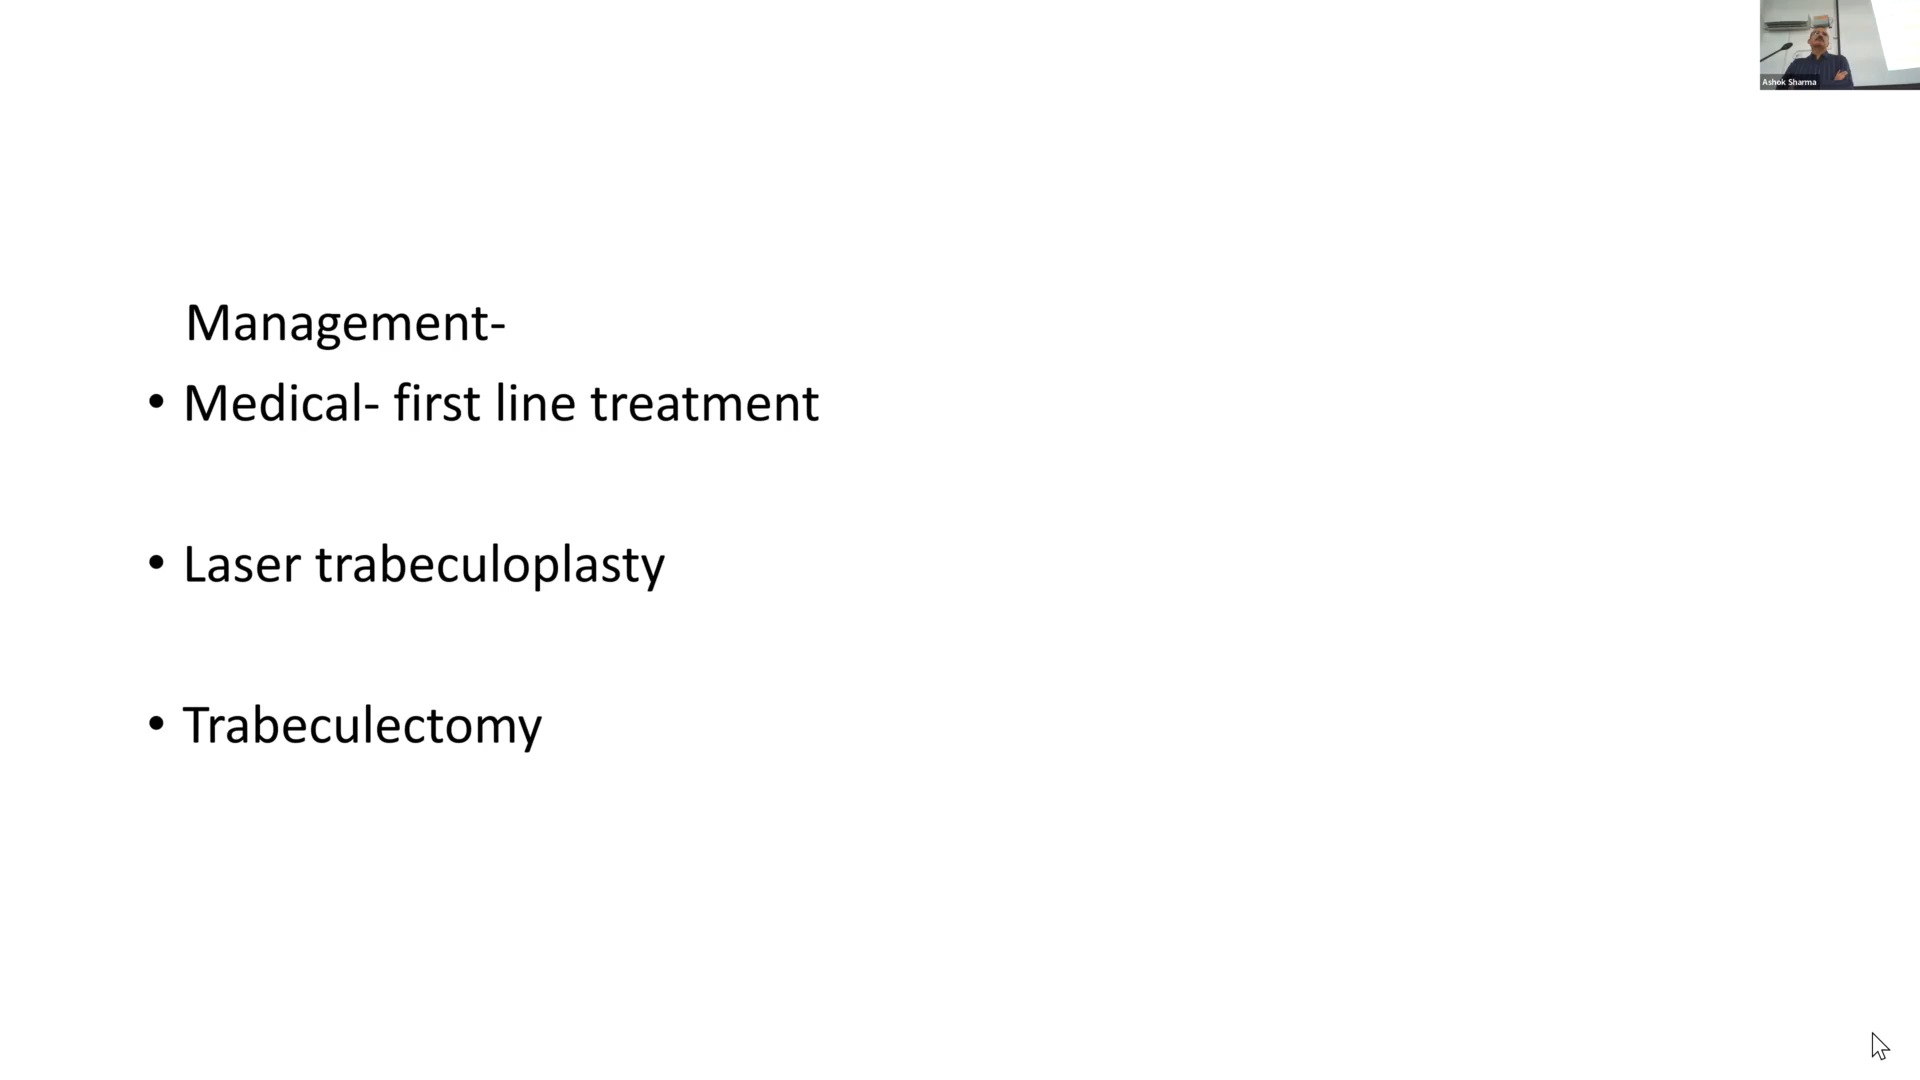 Ashok Sharma
Management-
• Medical- first line treatment
• Laser trabeculoplasty
• Trabeculectomy